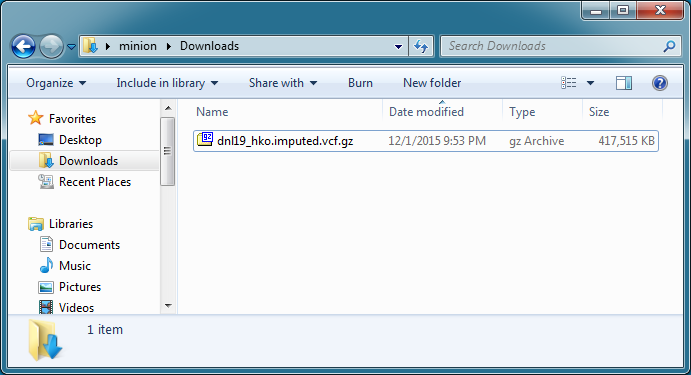 minion Downloads
Search Downloads
Organize Include in library Share with Burn New folder
Name Date modified Type Size
dnl19_hko.imputed.vcf.gz 12/1/2015 9:53 PM gz Archive 417,515 KB
Favorites
Desktop
Downloads
Recent Places
Libraries
Documents
Music
Pictures
Videos
1 item